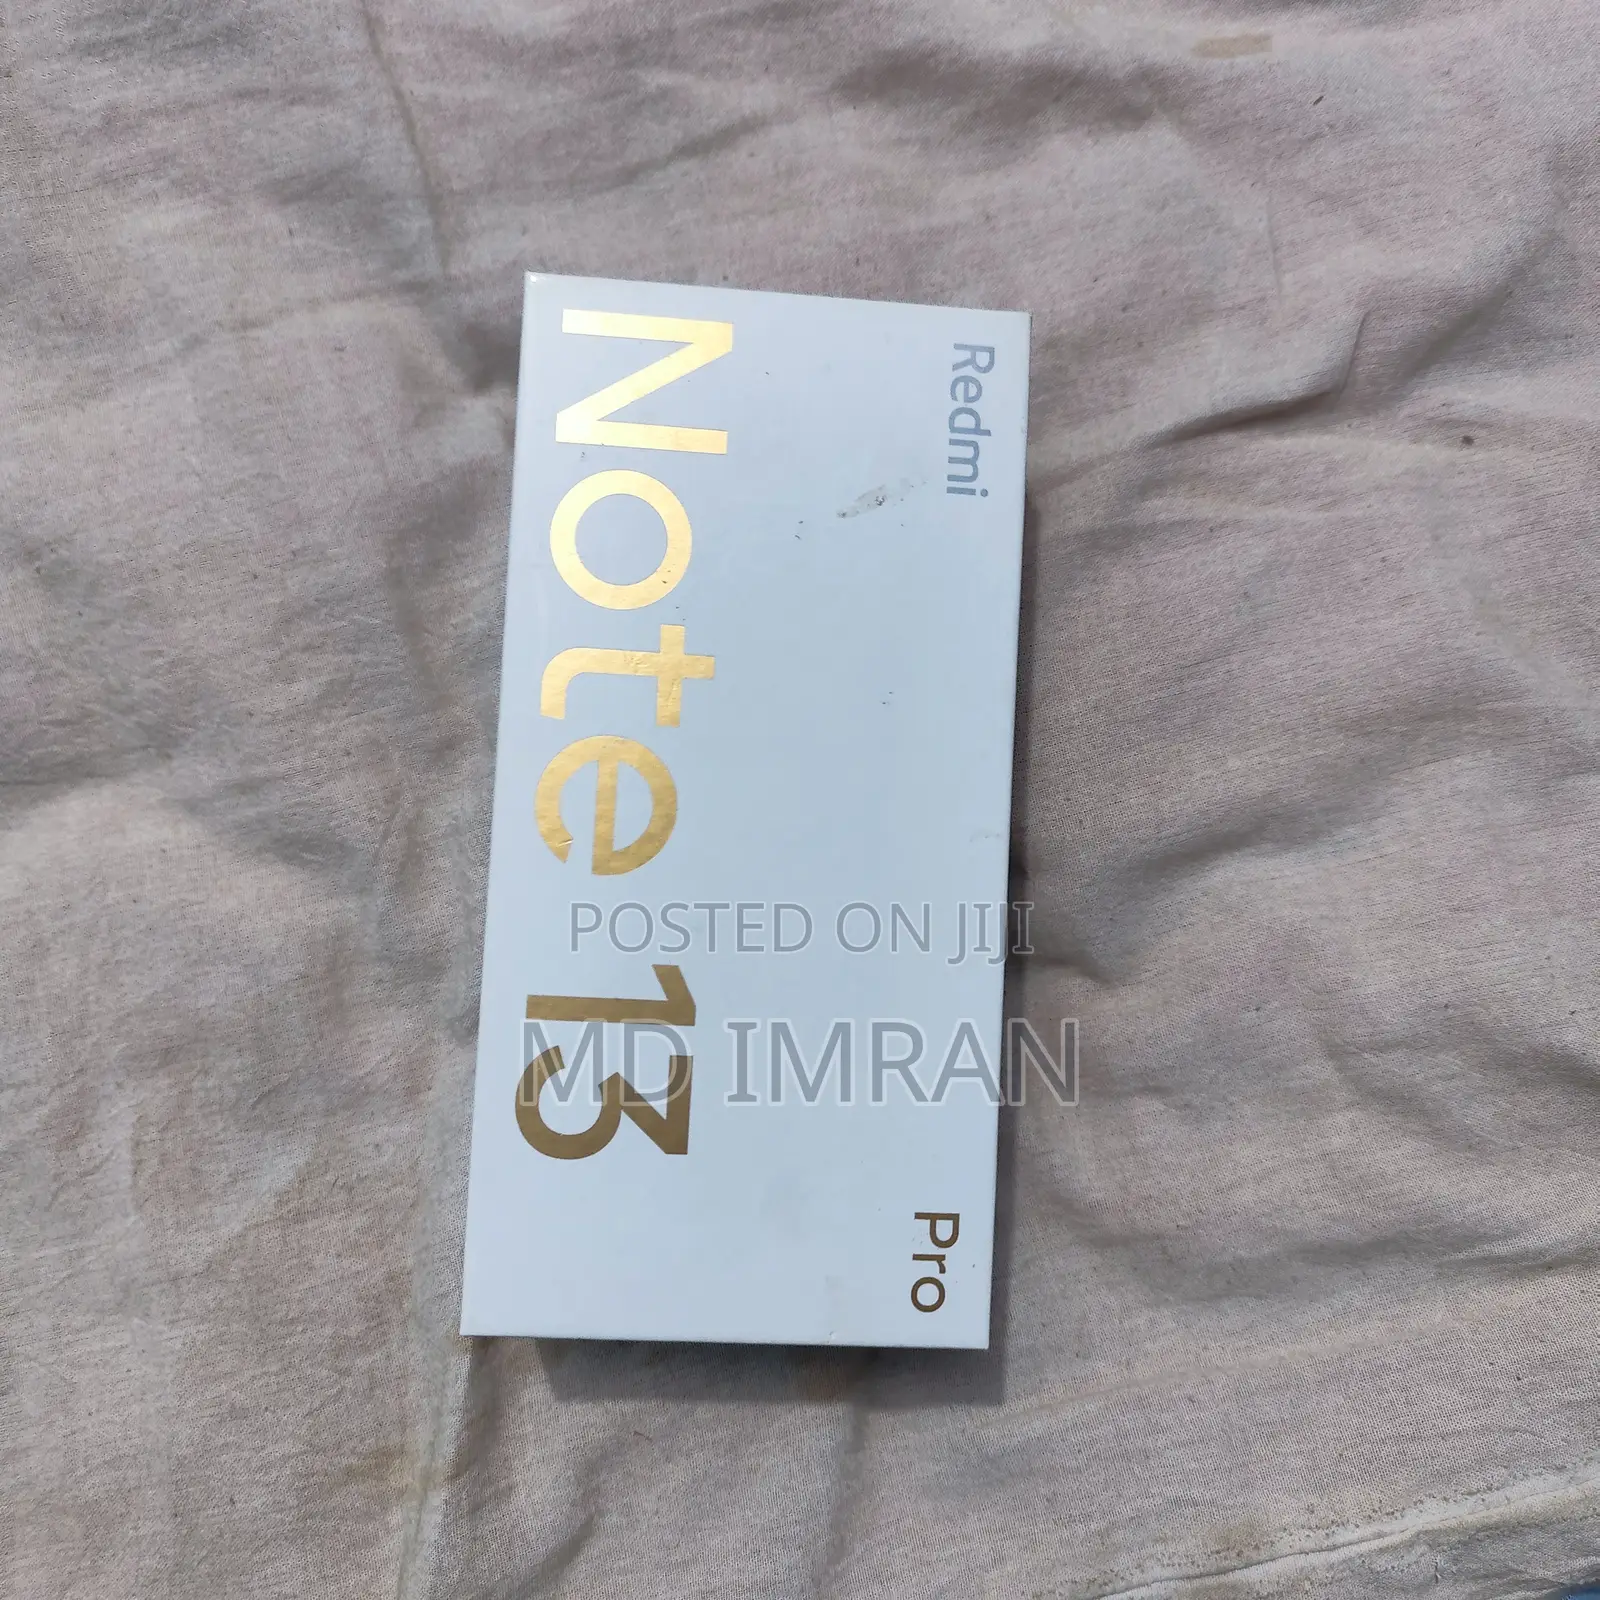 Redmi
Note 13
Pro
POSTED ON JIJI
MD IMRAN